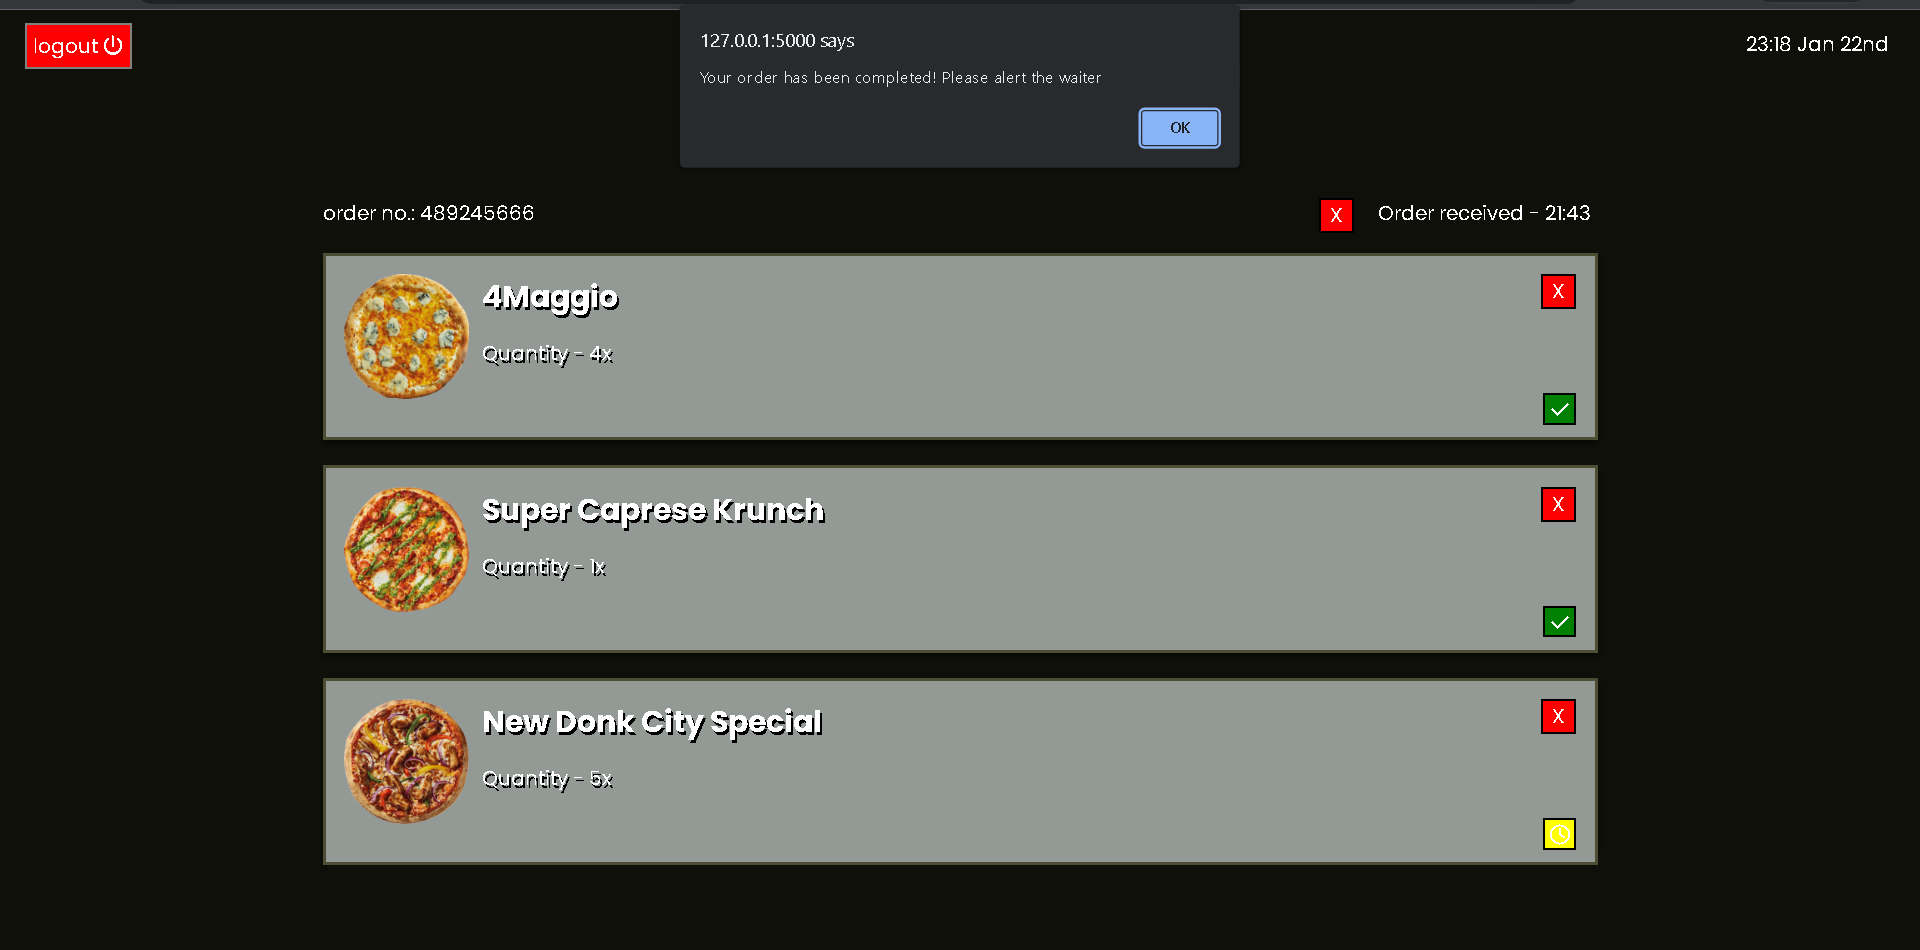 logout
127.0.0.1:5000 says
Your order has been completed! Please alert the waiter
OK
23:18 Jan 22nd
order no.: 489245666
X
Order received - 21:43
4Maggio
X
Quantity - 4x
Super Caprese Krunch
X
Quantity - 1x
New Donk City Special
X
Quantity - 5x